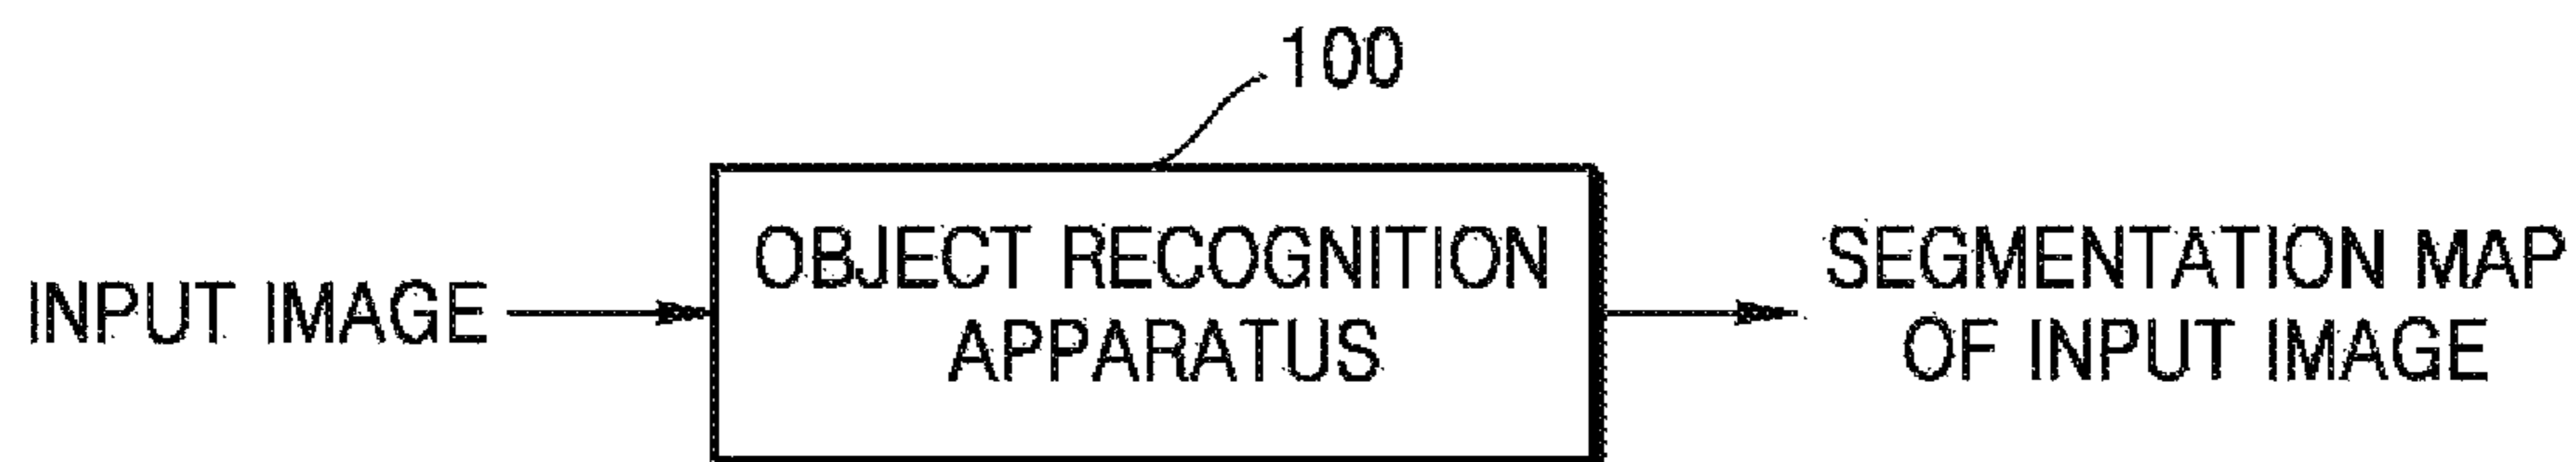 100
INPUT IMAGE
OBJECT RECOGNITION
APPARATUS
SEGMENTATION MAP
OF INPUT IMAGE